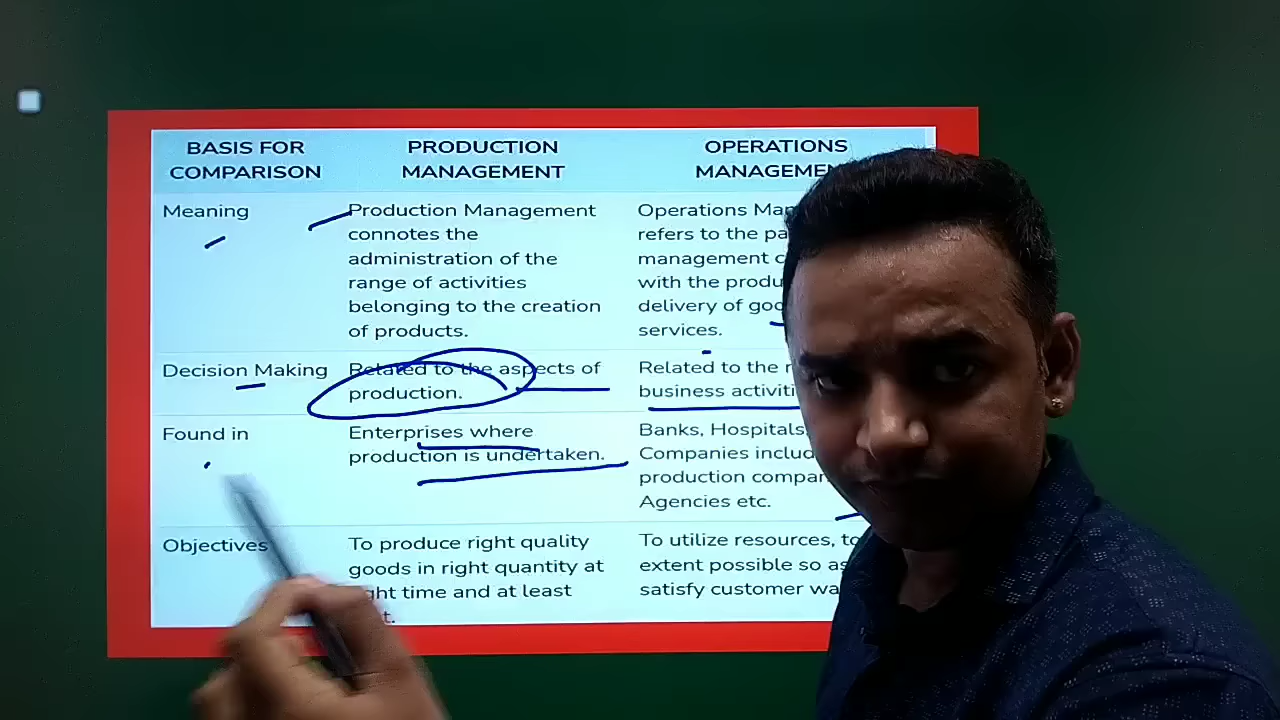 BASIS FOR
COMPARISON
PRODUCTION
MANAGEMENT
OPERATIONS
Meaning
Production Management
connotes the
administration of the
range of activities
belonging to the creation
of products.
Operations
refers to the
management
with the
delivery of
services.
Decision Making
Related to the aspects of
production.
Related to the
business
Found in
Enterprises where
production is undertaken.
Banks, Hospitals,
Companies
production
Agencies etc.
Objectives
To produce right quality
goods in right quantity at
time and at least
To utilize resources, to
extent possible so as
satisfy customer